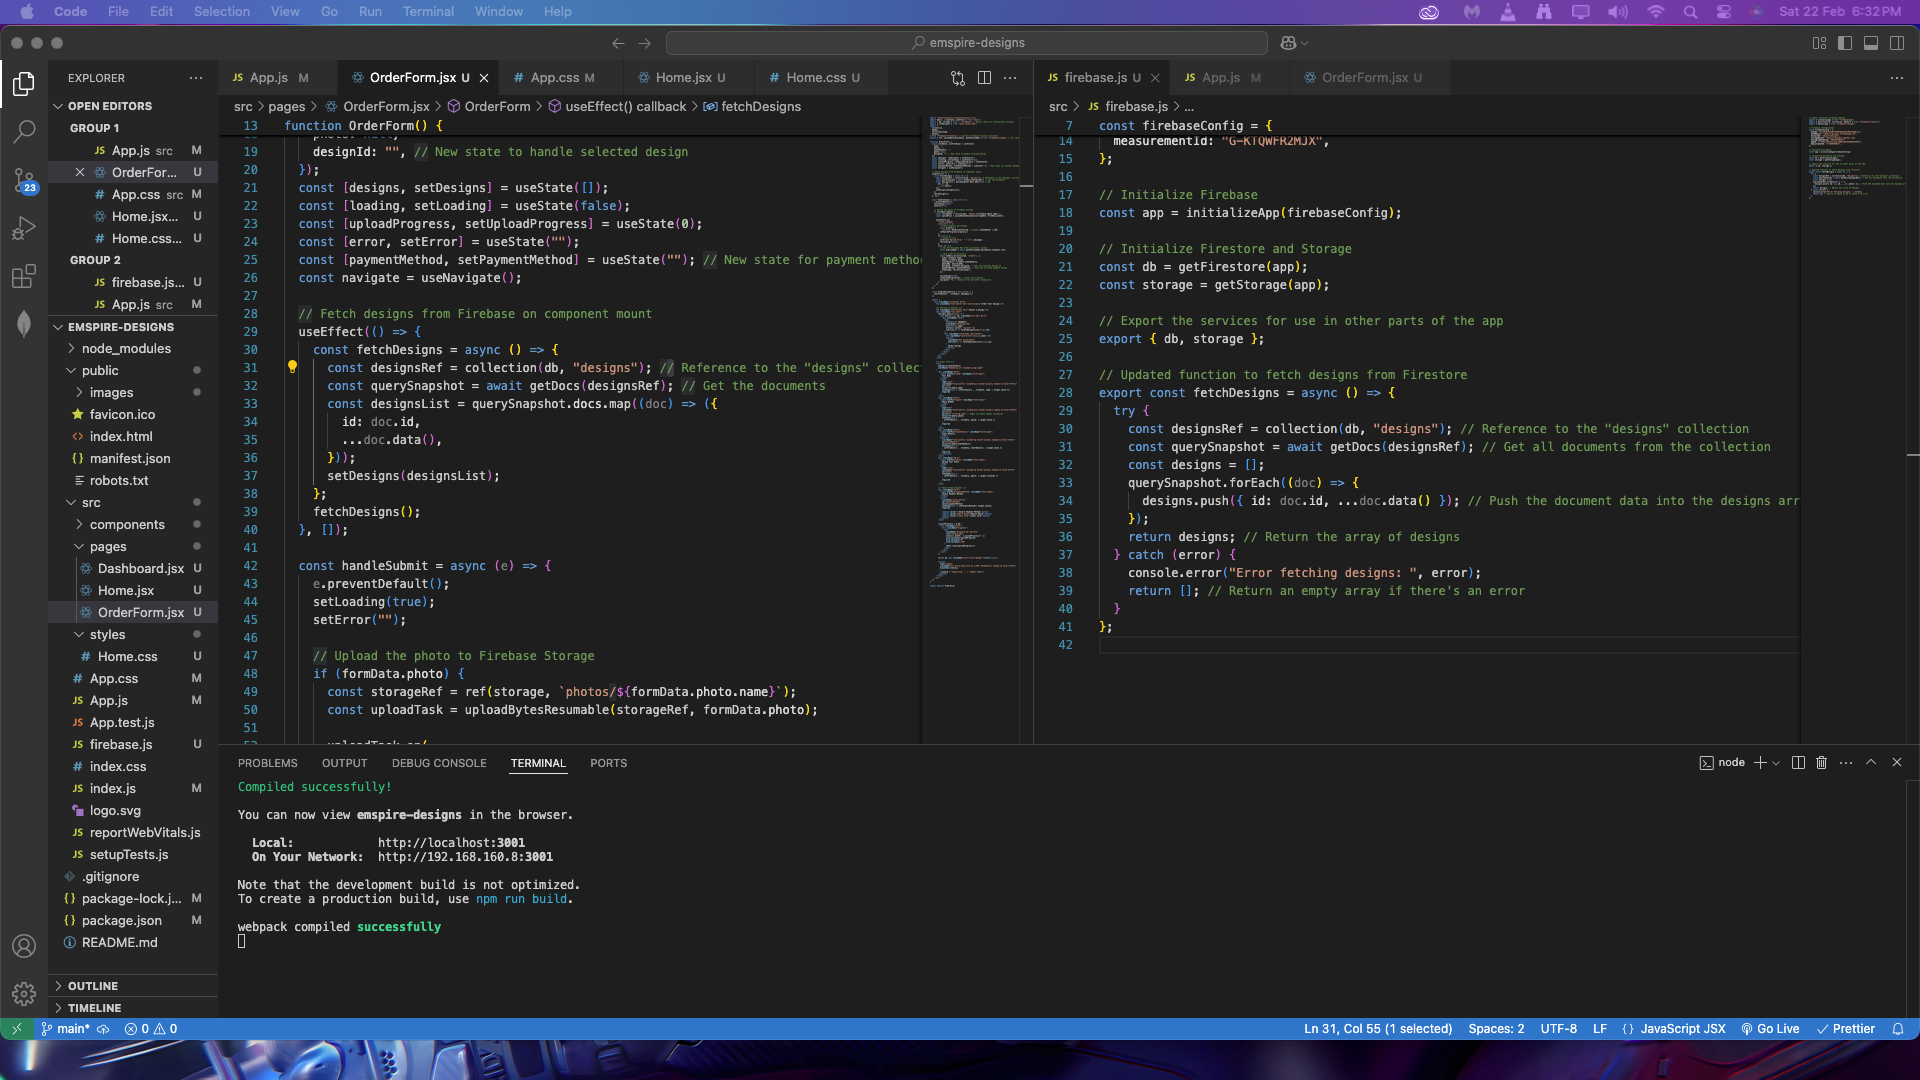 Code File Edit Selection View Go Run Terminal Window Help
Sat 22 Feb 6:32 PM
emspire-designs
EXPLORER
OPEN EDITORS
GROUP 1
JS App.js src M
OrderFor... U
# App.css src M
Home.jsx... U
# Home.css... U
GROUP 2
JS firebase.js... U
JS App.js src M
23
EMSPIRE-DESIGNS
node_modules
public
images
favicon.ico
<> index.html
{} manifest.json
robots.txt
src
components
pages
Dashboard.jsx U
Home.jsx U
OrderForm.jsx U
styles
# Home.css U
# App.css M
JS App.js M
JS App.test.js
JS firebase.js U
# index.css
JS index.js M
logo.svg
JS reportWebVitals.js
JS setupTests.js
.gitignore
{} package-lock.j... M
{} package.json M
README.md
OUTLINE
TIMELINE
JS App.js M
OrderForm.jsx U
# App.css M
Home.jsx U
# Home.css U
src > pages > OrderForm.jsx > OrderForm > useEffect() callback > fetchDesigns
13 function OrderForm() {
19 designId: "", // New state to handle selected design
20 });
21 const [designs, setDesigns] = useState([]);
22 const [loading, setLoading] = useState(false);
23 const [uploadProgress, setUploadProgress] = useState(0);
24 const [error, setError] = useState("");
25 const [paymentMethod, setPaymentMethod] = useState(""); // New state for payment metho
26 const navigate = useNavigate();
27
28 // Fetch designs from Firebase on component mount
29 useEffect(() => {
30 const fetchDesigns = async () => {
31 const designsRef = collection(db, "designs"); // Reference to the "designs" collec
32 const querySnapshot = await getDocs(designsRef); // Get the documents
33 const designsList = querySnapshot.docs.map((doc) => ({
34 id: doc.id,
35 ...doc.data(),
36 }));
37 setDesigns(designsList);
38 };
39 fetchDesigns();
40 }, []);
41
42 const handleSubmit = async (e) => {
43 e.preventDefault();
44 setLoading(true);
45 setError("");
46
47 // Upload the photo to Firebase Storage
48 if (formData.photo) {
49 const storageRef = ref(storage, `photos/${formData.photo.name}`);
50 const uploadTask = uploadBytesResumable(storageRef, formData.photo);
51
JS firebase.js U
JS App.js M
OrderForm.jsx U
src > JS firebase.js > ...
7 const firebaseConfig = {
14 measurementId: "G-KTQWFR2MJX",
15 };
16
17 // Initialize Firebase
18 const app = initializeApp(firebaseConfig);
19
20 // Initialize Firestore and Storage
21 const db = getFirestore(app);
22 const storage = getStorage(app);
23
24 // Export the services for use in other parts of the app
25 export { db, storage };
26
27 // Updated function to fetch designs from Firestore
28 export const fetchDesigns = async () => {
29 try {
30 const designsRef = collection(db, "designs"); // Reference to the "designs" collection
31 const querySnapshot = await getDocs(designsRef); // Get all documents from the collection
32 const designs = [];
33 querySnapshot.forEach((doc) => {
34 designs.push({ id: doc.id, ...doc.data() }); // Push the document data into the designs arr
35 });
36 return designs; // Return the array of designs
37 } catch (error) {
38 console.error("Error fetching designs: ", error);
39 return []; // Return an empty array if there's an error
40 }
41 };
42
PROBLEMS OUTPUT DEBUG CONSOLE TERMINAL PORTS
node
Compiled successfully!
You can now view emspire-designs in the browser.
Local: http://localhost:3001
On Your Network: http://192.168.160.8:3001
Note that the development build is not optimized.
To create a production build, use npm run build.
webpack compiled successfully
main* 0 0
Ln 31, Col 55 (1 selected) Spaces: 2 UTF-8 LF {} JavaScript JSX Go Live Prettier